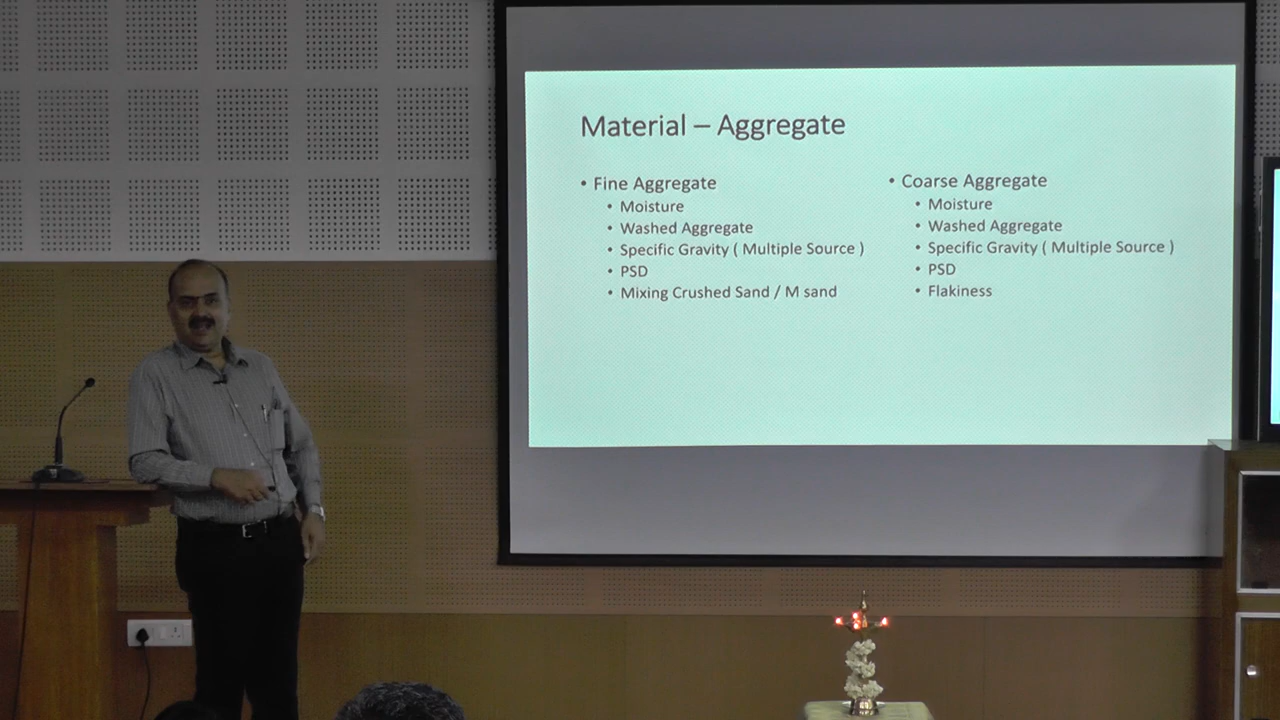 Material – Aggregate
• Fine Aggregate
• Moisture
• Washed Aggregate
• Specific Gravity ( Multiple Source )
• PSD
• Mixing Crushed Sand / M sand
• Coarse Aggregate
• Moisture
• Washed Aggregate
• Specific Gravity ( Multiple Source )
• PSD
• Flakiness